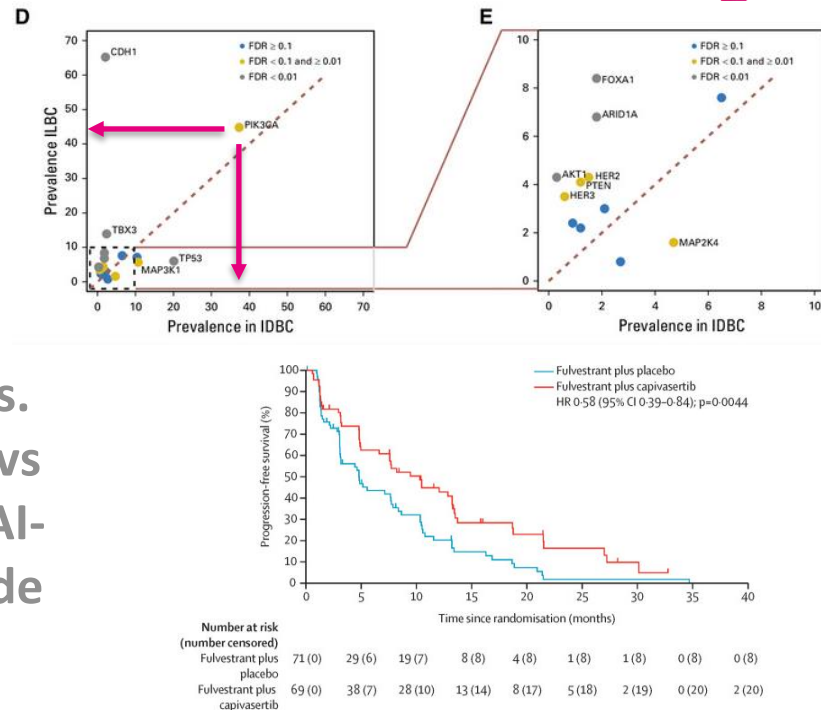 D
E
70
60
50
40
30
20
10
0
Prevalence ILBC
CDH1
FDR ≥ 0.1
FDR < 0.1 and ≥ 0.01
FDR < 0.01
PIK3CA
TBX3
MAP3K1
TP53
0 10 20 30 40 50 60 70
Prevalence in IDBC
10
8
6
4
2
0
FDR ≥ 0.1
FDR < 0.1 and ≥ 0.01
FDR < 0.01
FOXA1
ARID1A
AKT1
HER2
PTEN
HER3
MAP2K4
0 2 4 6 8 10
Prevalence in IDBC
s.
vs
AI-
de
100
90
80
70
60
50
40
30
20
10
0
Progression-free survival (%)
Fulvestrant plus placebo
Fulvestrant plus capivasertib
HR 0·58 (95% CI 0·39–0·84); p=0·0044
0 5 10 15 20 25 30 35 40
Time since randomisation (months)
Number at risk
(number censored)
Fulvestrant plus 71 (0) 29 (6) 19 (7) 8 (8) 4 (8) 1 (8) 1 (8) 0 (8) 0 (8)
placebo
Fulvestrant plus 69 (0) 38 (7) 28 (10) 13 (14) 8 (17) 5 (18) 2 (19) 0 (20) 2 (20)
capivasertib